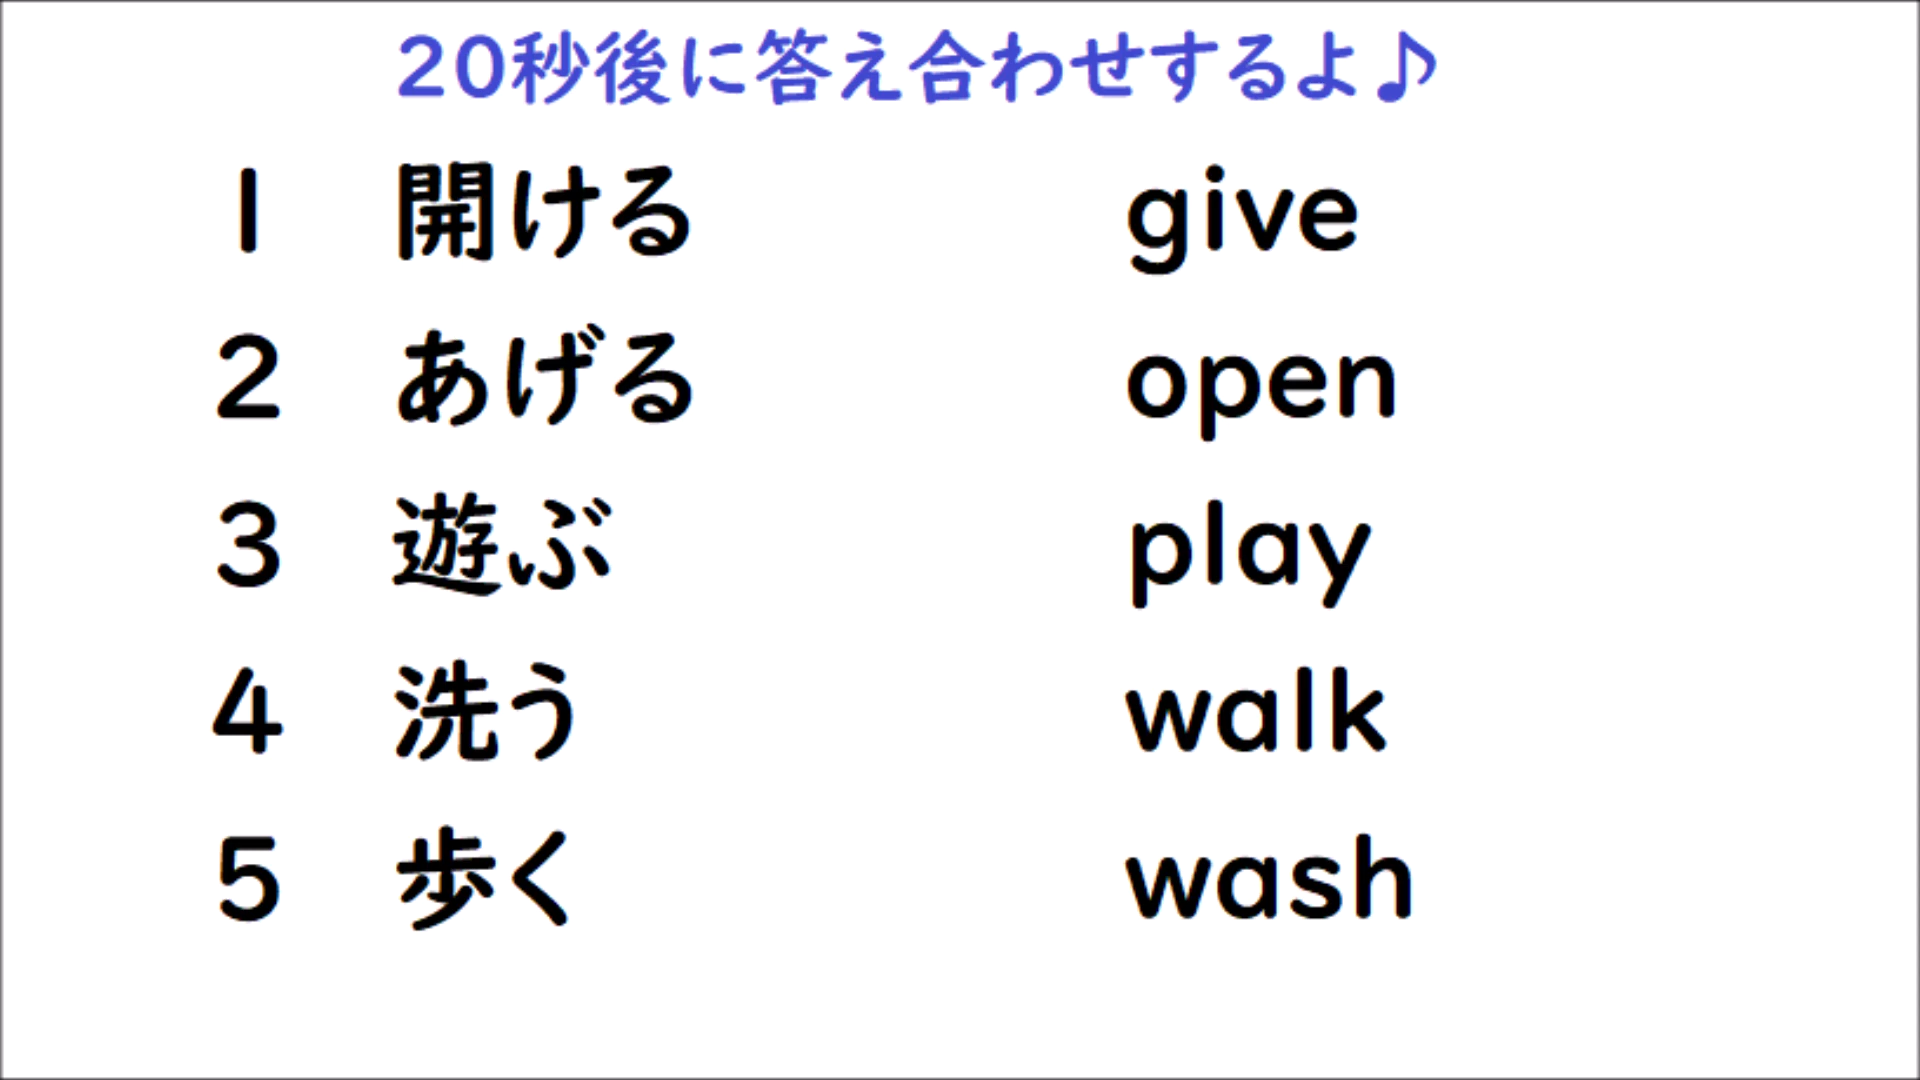 20秒後に答え合わせするよ♪
1 開ける give
2 あげる open
3 遊ぶ play
4 洗う walk
5 歩く wash